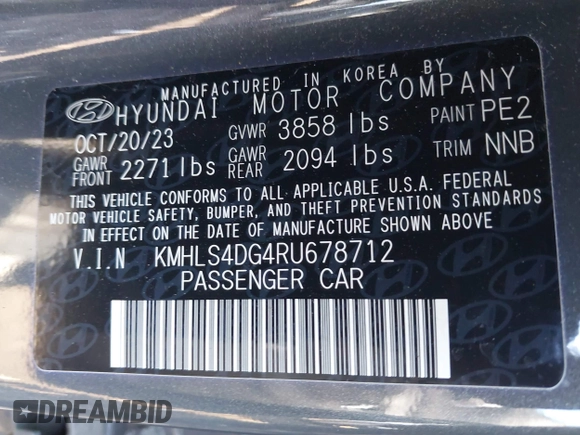 MANUFACTURED IN KOREA BY
HYUNDAI MOTOR COMPANY
OCT/20/23 GVWR 3858 lbs PAINT PE2
GAWR FRONT 2271 lbs GAWR REAR 2094 lbs TRIM NNB
THIS VEHICLE CONFORMS TO ALL APPLICABLE U.S.A. FEDERAL
MOTOR VEHICLE SAFETY, BUMPER, AND THEFT PREVENTION STANDARDS
IN EFFECT ON THE DATE OF MANUFACTURE SHOWN ABOVE
V.I.N KMHLS4DG4RU678712
PASSENGER CAR
DREAMBID